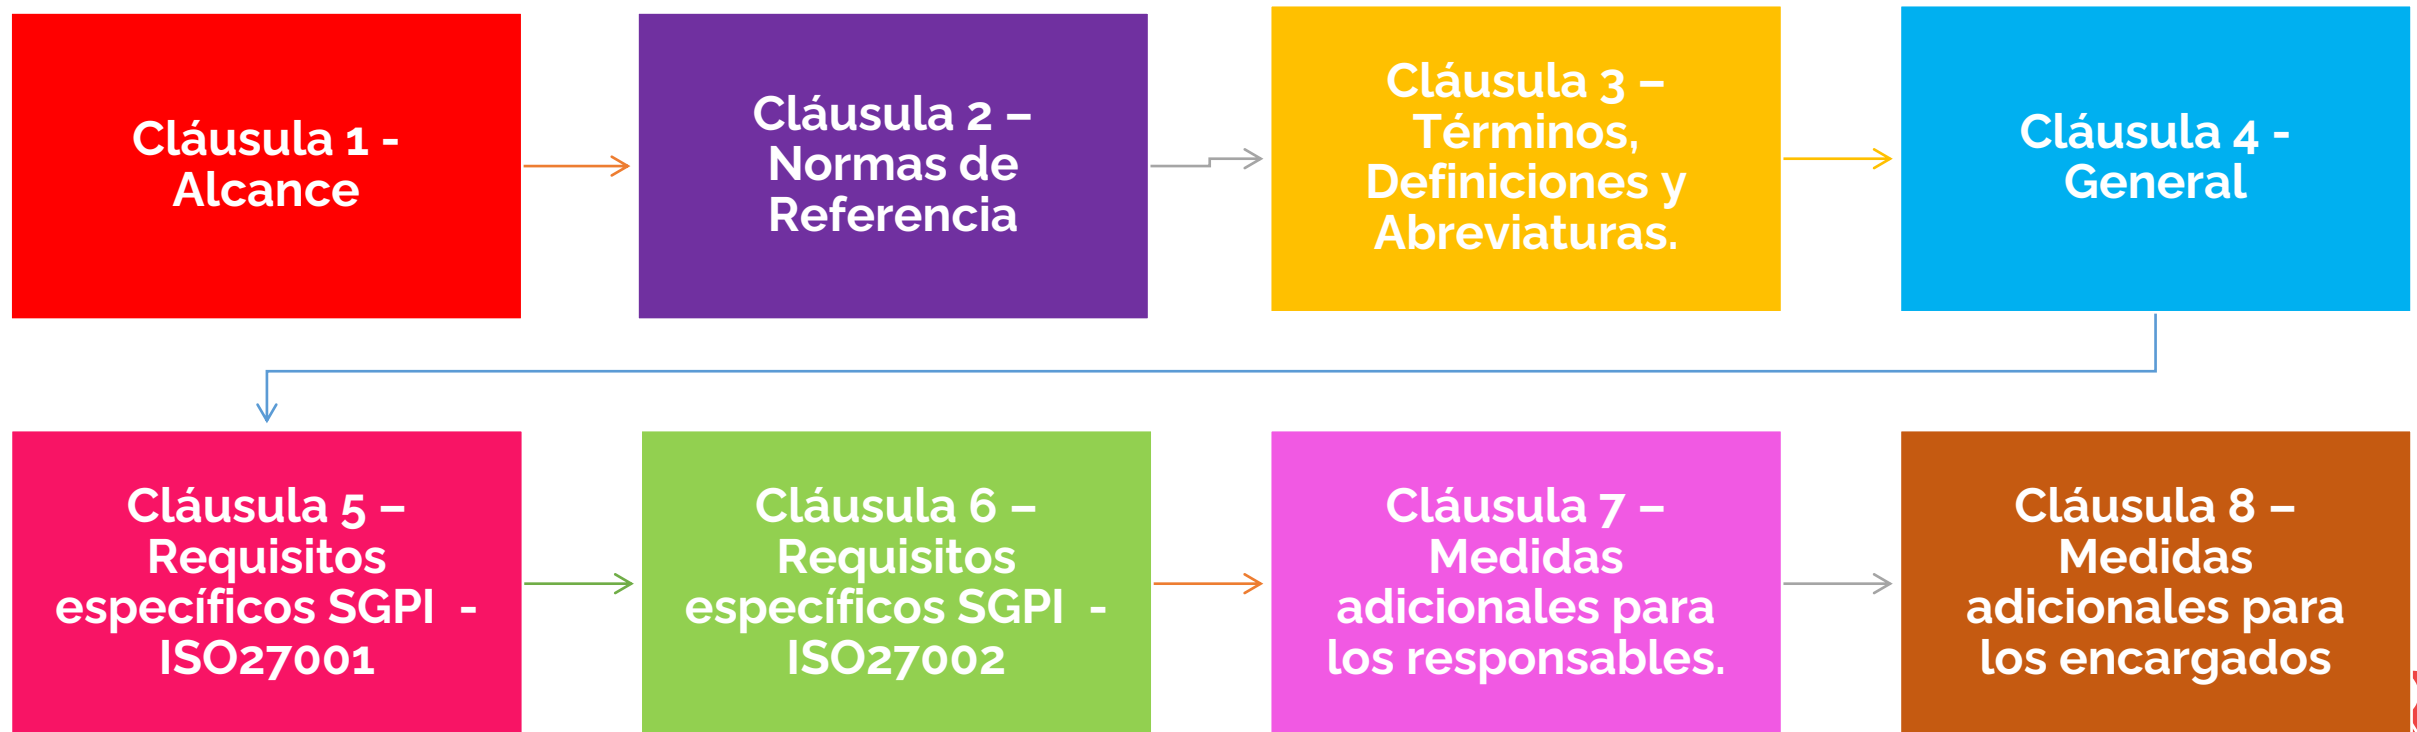 Cláusula 1 -
Alcance
Cláusula 2 –
Normas de
Referencia
Cláusula 3 –
Términos,
Definiciones y
Abreviaturas.
Cláusula 4 -
General
Cláusula 5 –
Requisitos
específicos SGPI -
ISO27001
Cláusula 6 –
Requisitos
específicos SGPI -
ISO27002
Cláusula 7 –
Medidas
adicionales para
los responsables.
Cláusula 8 –
Medidas
adicionales para
los encargados